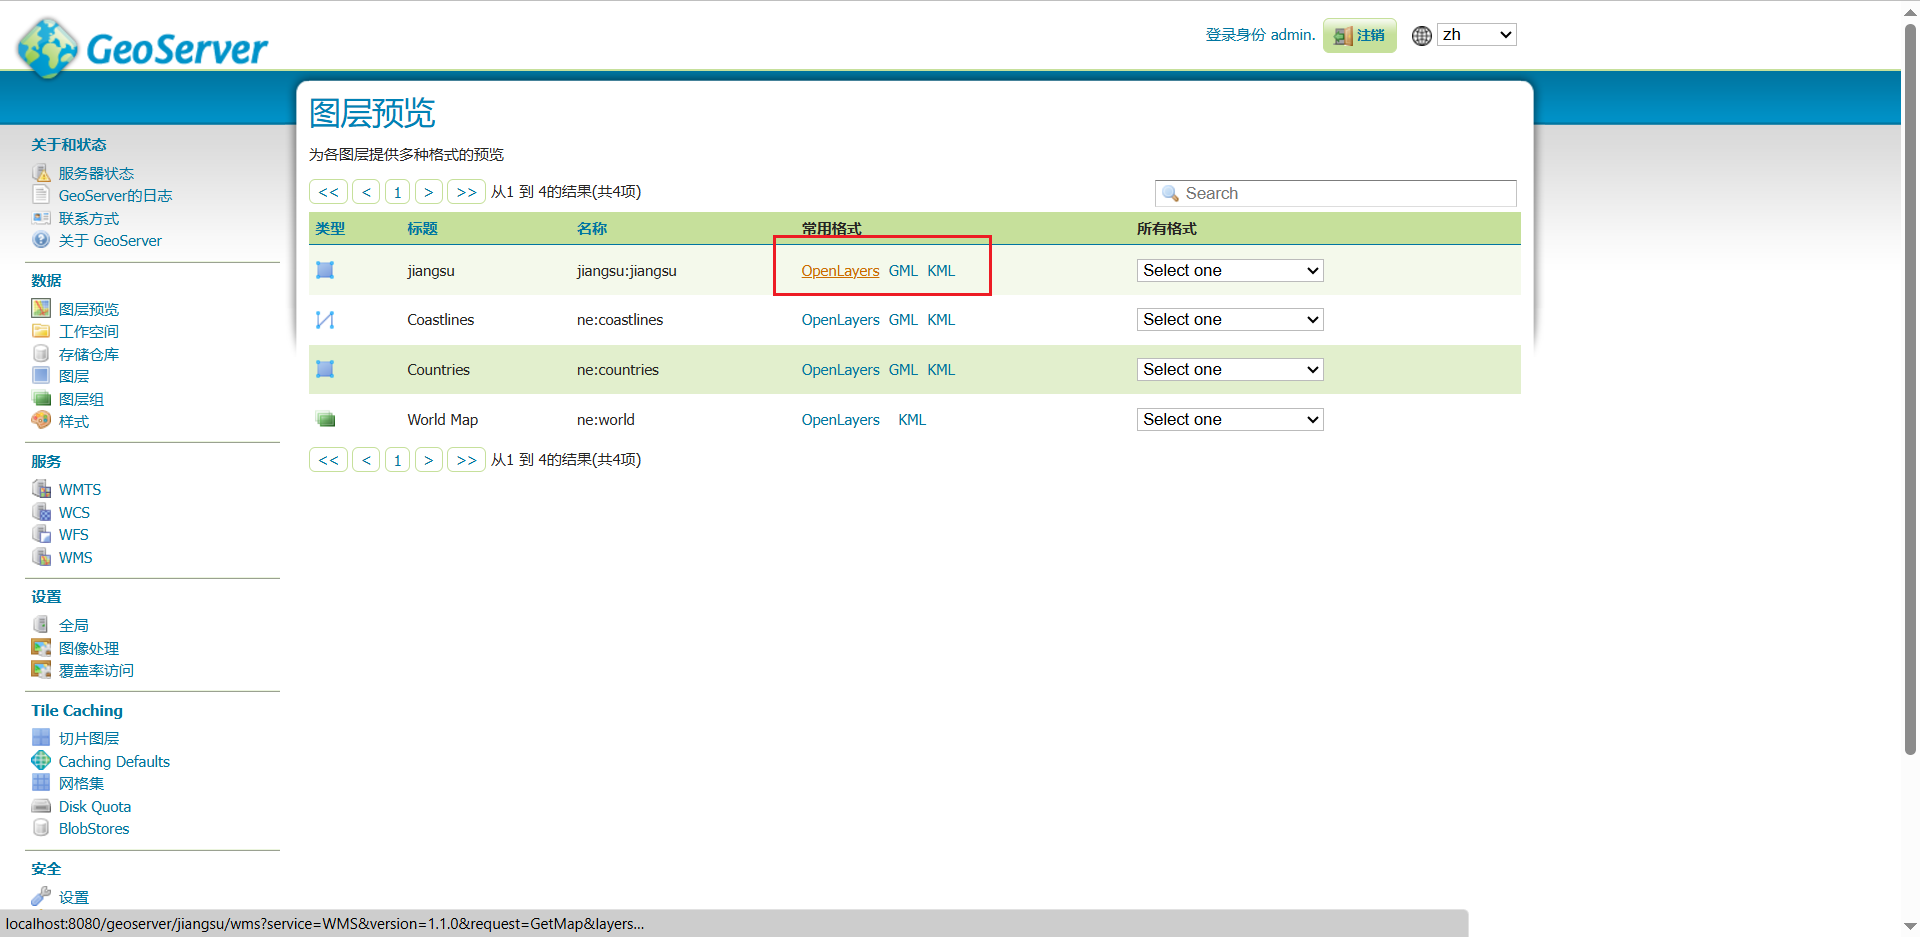 GeoServer
登录身份 admin.
注销
zh
图层预览
为各图层提供多种格式的预览
<< < 1 > >> 从1 到 4的结果(共4项)
Search
类型 标题 名称 常用格式 所有格式
jiangsu jiangsu:jiangsu OpenLayers GML KML Select one
Coastlines ne:coastlines OpenLayers GML KML Select one
Countries ne:countries OpenLayers GML KML Select one
World Map ne:world OpenLayers KML Select one
<< < 1 > >> 从1 到 4的结果(共4项)
关于和状态
服务器状态
GeoServer的日志
联系方式
关于 GeoServer
数据
图层预览
工作空间
存储仓库
图层
图层组
样式
服务
WMTS
WCS
WFS
WMS
设置
全局
图像处理
覆盖率访问
Tile Caching
切片图层
Caching Defaults
网格集
Disk Quota
BlobStores
安全
设置
localhost:8080/geoserver/jiangsu/wms?service=WMS&version=1.1.0&request=GetMap&layers...